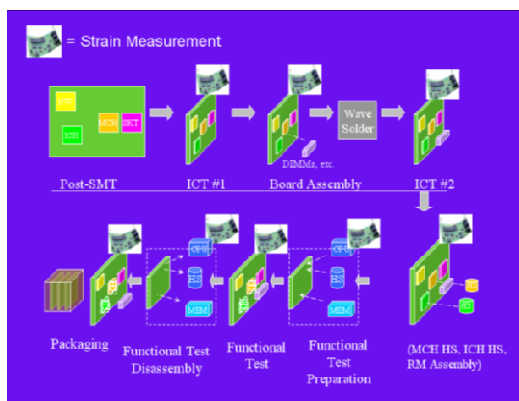 = Strain Measurement
MCH
SKT
ICH
DIMMs, etc.
Wave
Solder
Post-SMT
ICT #1
Board Assembly
ICT #2
CPU
HS
MEM
CPU
HS
MEM
Packaging
Functional Test
Disassembly
Functional
Test
Functional
Test
Preparation
(MCH HS, ICH HS,
RM Assembly)